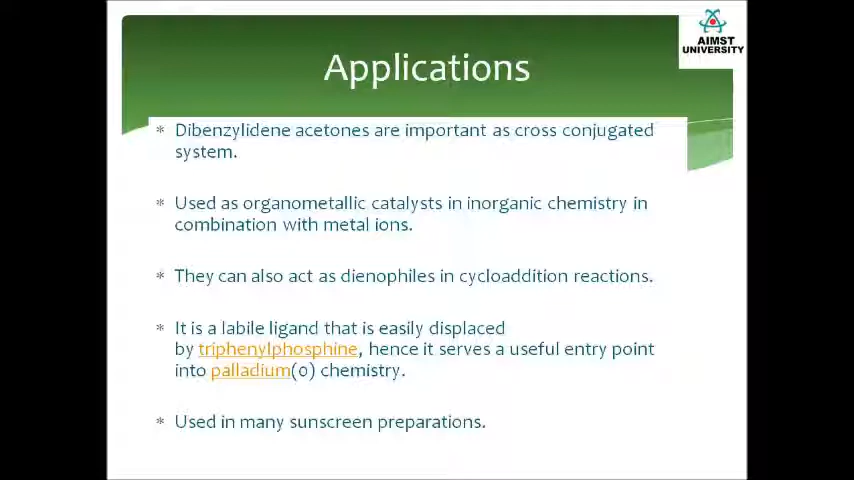 AIMST
UNIVERSITY
Applications
* Dibenzylidene acetones are important as cross conjugated
system.
* Used as organometallic catalysts in inorganic chemistry in
combination with metal ions.
* They can also act as dienophiles in cycloaddition reactions.
* It is a labile ligand that is easily displaced
by triphenylphosphine, hence it serves a useful entry point
into palladium(0) chemistry.
* Used in many sunscreen preparations.